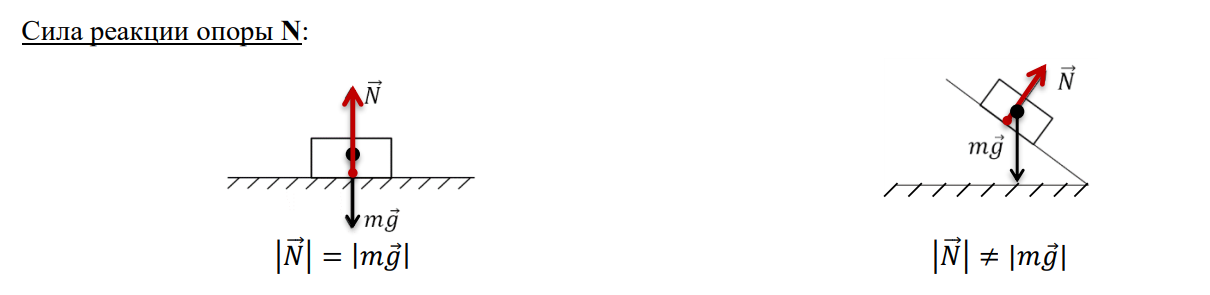 Сила реакции опоры N:
N⃗
N⃗
mg⃗
mg⃗
|N⃗| = |mg⃗|
|N⃗| ≠ |mg⃗|